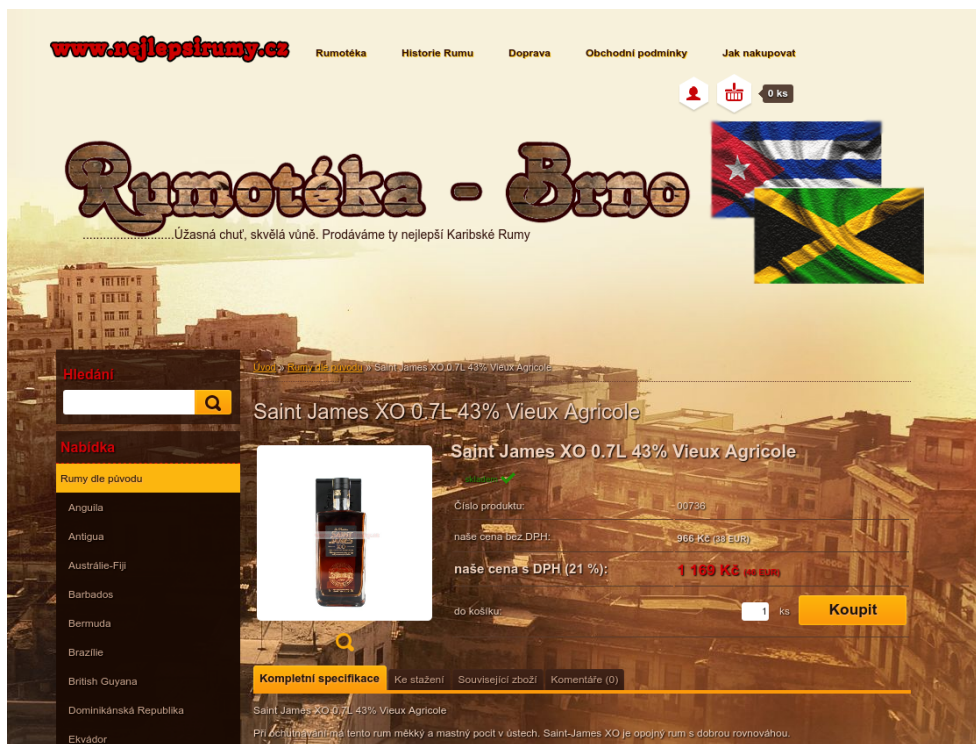 www.nejlepsirumy.cz
Rumotéka Historie Rumu Doprava Obchodní podmínky Jak nakupovat
0 ks
Rumotéka - Brno
...........................Úžasná chuť, skvělá vůně. Prodáváme ty nejlepší Karibské Rumy
Hledání
Úvod » Rumy dle původu » Saint James XO 0.7L 43% Vieux Agricole
Saint James XO 0.7L 43% Vieux Agricole
Nabídka
Saint James XO 0.7L 43% Vieux Agricole
skladem
Rumy dle původu
Číslo produktu: 00736
Anguila
naše cena bez DPH: 966 Kč (38 EUR)
Antigua
naše cena s DPH (21 %): 1 169 Kč (46 EUR)
Austrálie-Fiji
Barbados
do košíku: 1 ks Koupit
SAINT JAMES
Bermuda
Brazílie
British Guyana
Kompletní specifikace Ke stažení Související zboží Komentáře (0)
Dominikánská Republika
Saint James XO 0.7L 43% Vieux Agricole
Ekvádor
Při ochutnávání má tento rum měkký a mastný pocit v ústech. Saint-James XO je opojný rum s dobrou rovnováhou.